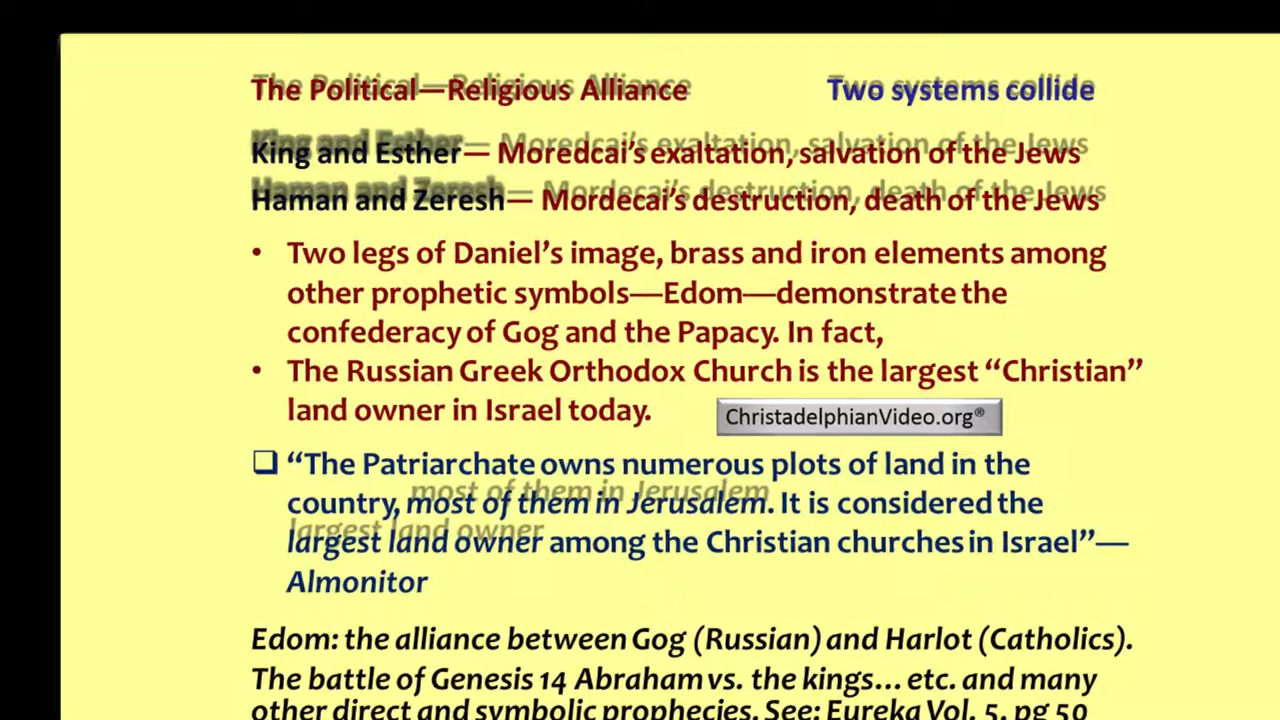 The Political—Religious Alliance Two systems collide
King and Esther— Moredcai's exaltation, salvation of the Jews
Haman and Zeresh— Mordecai's destruction, death of the Jews
• Two legs of Daniel's image, brass and iron elements among
other prophetic symbols—Edom—demonstrate the
confederacy of Gog and the Papacy. In fact,
• The Russian Greek Orthodox Church is the largest “Christian”
land owner in Israel today.
ChristadelphianVideo.org®
❑ “The Patriarchate owns numerous plots of land in the
country, most of them in Jerusalem. It is considered the
largest land owner among the Christian churches in Israel”—
Almonitor
Edom: the alliance between Gog (Russian) and Harlot (Catholics).
The battle of Genesis 14 Abraham vs. the kings... etc. and many
other direct and symbolic prophecies. See: Eureka Vol. 5, pg 50